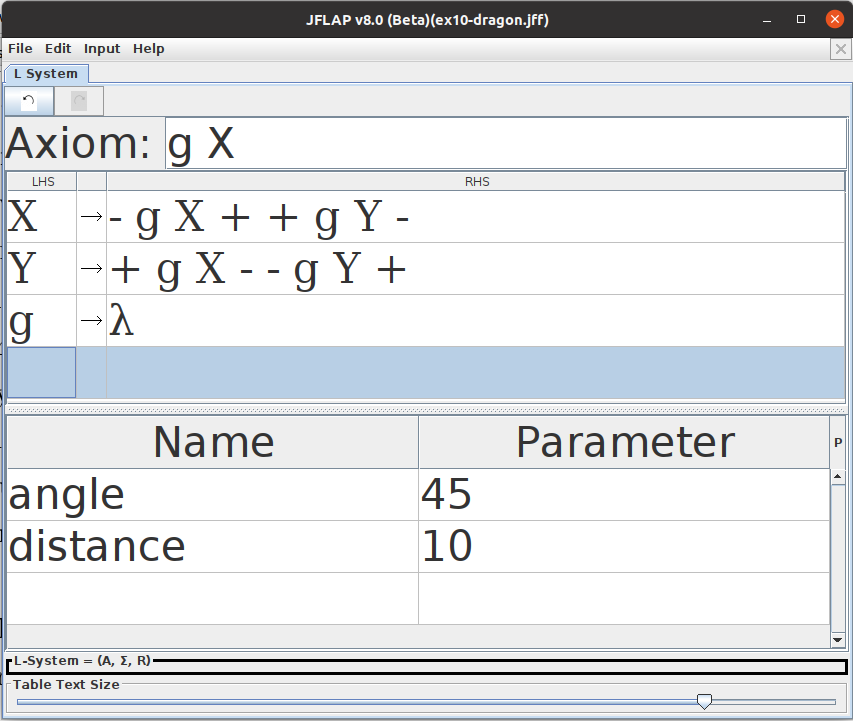 JFLAP v8.0 (Beta)(ex10-dragon.jff)
File Edit Input Help
L System
Axiom: g X
LHS RHS
X → - g X + + g Y -
Y → + g X - - g Y +
g → λ
Name Parameter P
angle 45
distance 10
L-System = (A, Σ, R)
Table Text Size